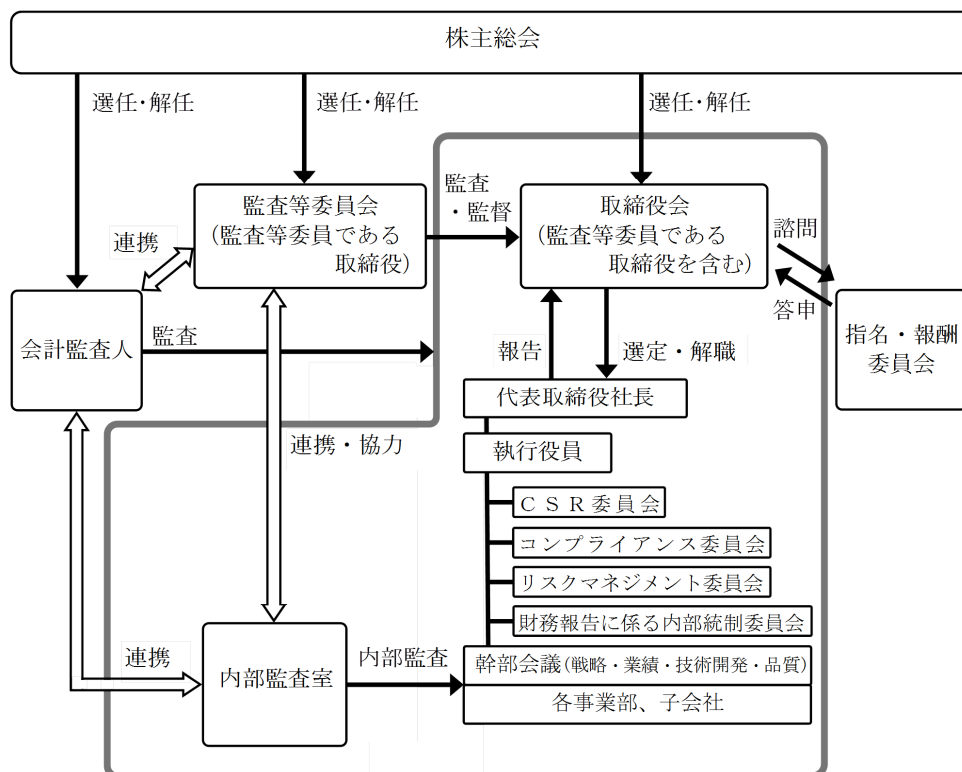 株主総会
選任・解任
選任・解任
選任・解任
監査等委員会
(監査等委員である
取締役)
監査
・監督
取締役会
(監査等委員である
取締役を含む)
諮問
答申
連携
会計監査人
監査
指名・報酬
委員会
報告
選定・解職
代表取締役社長
執行役員
連携・協力
CSR委員会
コンプライアンス委員会
リスクマネジメント委員会
財務報告に係る内部統制委員会
連携
内部監査室
内部監査
幹部会議(戦略・業績・技術開発・品質)
各事業部、子会社